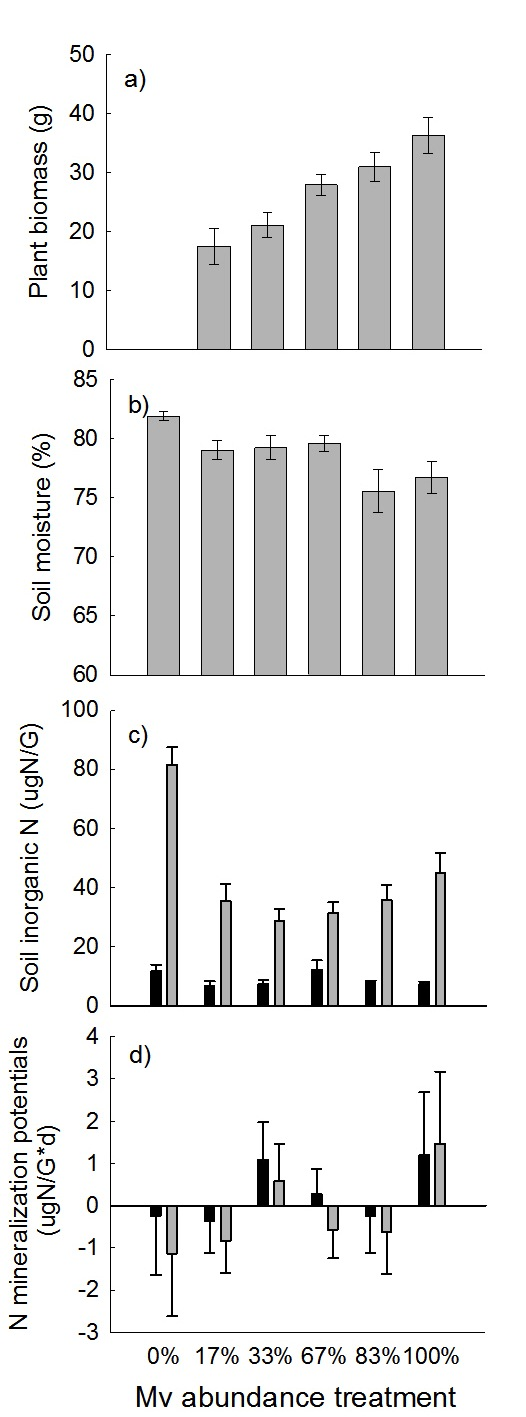 a)
Plant biomass (g)
50
40
30
20
10
0
b)
Soil moisture (%)
85
80
75
70
65
60
c)
Soil inorganic N (ugN/G)
100
80
60
40
20
0
d)
N mineralization potentials
(ugN/G*d)
4
3
2
1
0
-1
-2
-3
0% 17% 33% 67% 83% 100%
Mv abundance treatment